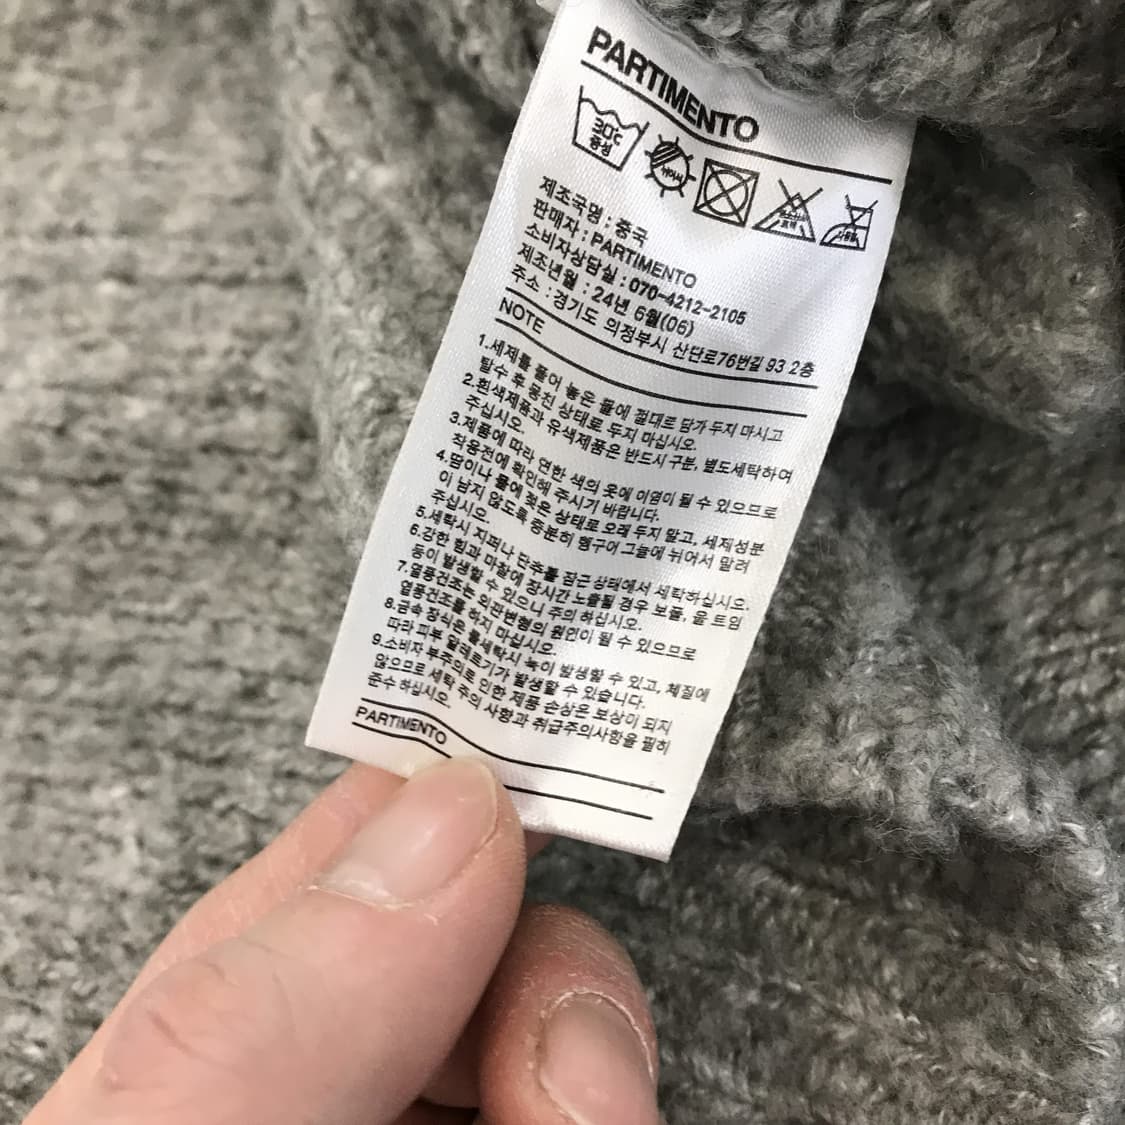 PARTIMENTO
30℃
중성
제조국명 : 중국
판매자 : PARTIMENTO
소비자상담실 : 070-4212-2105
제조년월 : 24년 6월(06)
주소 : 경기도 의정부시 산단로76번길 93 2층
NOTE
1.세제를 풀어 놓은 물에 절대로 담가 두지 마시고
탈수 후 뭉친 상태로 두지 마십시오.
2.흰색제품과 유색제품은 반드시 구분, 별도세탁하여
주십시오.
3.제품에 따라 연한 색의 옷에 이염이 될 수 있으므로
착용전에 확인해 주시기 바랍니다.
4.땀이나 물에 젖은 상태로 오래 두지 말고, 세제성분
이 남지 않도록 충분히 헹구어 그늘에 뉘어서 말려
주십시오.
5.세탁시 지퍼나 단추를 잠근 상태에서 세탁하십시오.
6.강한 힘과 마찰에 장시간 노출될 경우 보풀, 올 트임
등이 발생할 수 있으니 주의 하십시오.
7.열풍건조는 외관변형의 원인이 될 수 있으므로
열풍건조를 하지 마십시오.
8.금속 장식은 물세탁시 녹이 발생할 수 있고, 체질에
따라 피부 알레르기가 발생할 수 있습니다.
9.소비자 부주의로 인한 제품 손상은 보상이 되지
않으므로 세탁 주의 사항과 취급주의사항을 필히
준수 하십시오.
PARTIMENTO